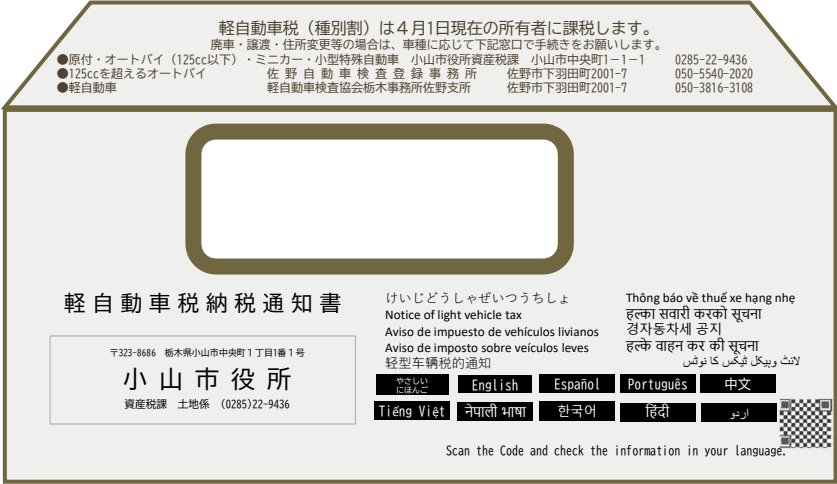 軽自動車税（種別割）は４月1日現在の所有者に課税します。
廃車・譲渡・住所変更等の場合は、車種に応じて下記窓口で手続きをお願いします。
●原付・オートバイ（125cc以下）・ミニカー・小型特殊自動車　小山市役所資産税課　小山市中央町1－1－1　0285-22-9436
●125ccを超えるオートバイ　佐野自動車検査登録事務所　佐野市下羽田町2001-7　050-5540-2020
●軽自動車　軽自動車検査協会栃木事務所佐野支所　佐野市下羽田町2001-7　050-3816-3108
軽自動車税納税通知書
〒323-8686　栃木県小山市中央町１丁目1番１号
小山市役所
資産税課　土地係　(0285)22-9436
けいじどうしゃぜいつうちしょ
Notice of light vehicle tax
Aviso de impuesto de vehículos livianos
Aviso de imposto sobre veículos leves
轻型车辆税的通知
Thông báo về thuế xe hạng nhẹ
हल्का सवारी करको सूचना
경자동차세 공지
हल्के वाहन कर की सूचना
لائٹ وہیکل ٹیکس کا نوٹس
やさしい
にほんご
English
Español
Português
中文
Tiếng Việt
नेपाली भाषा
한국어
हिंदी
اردو
Scan the Code and check the information in your language.